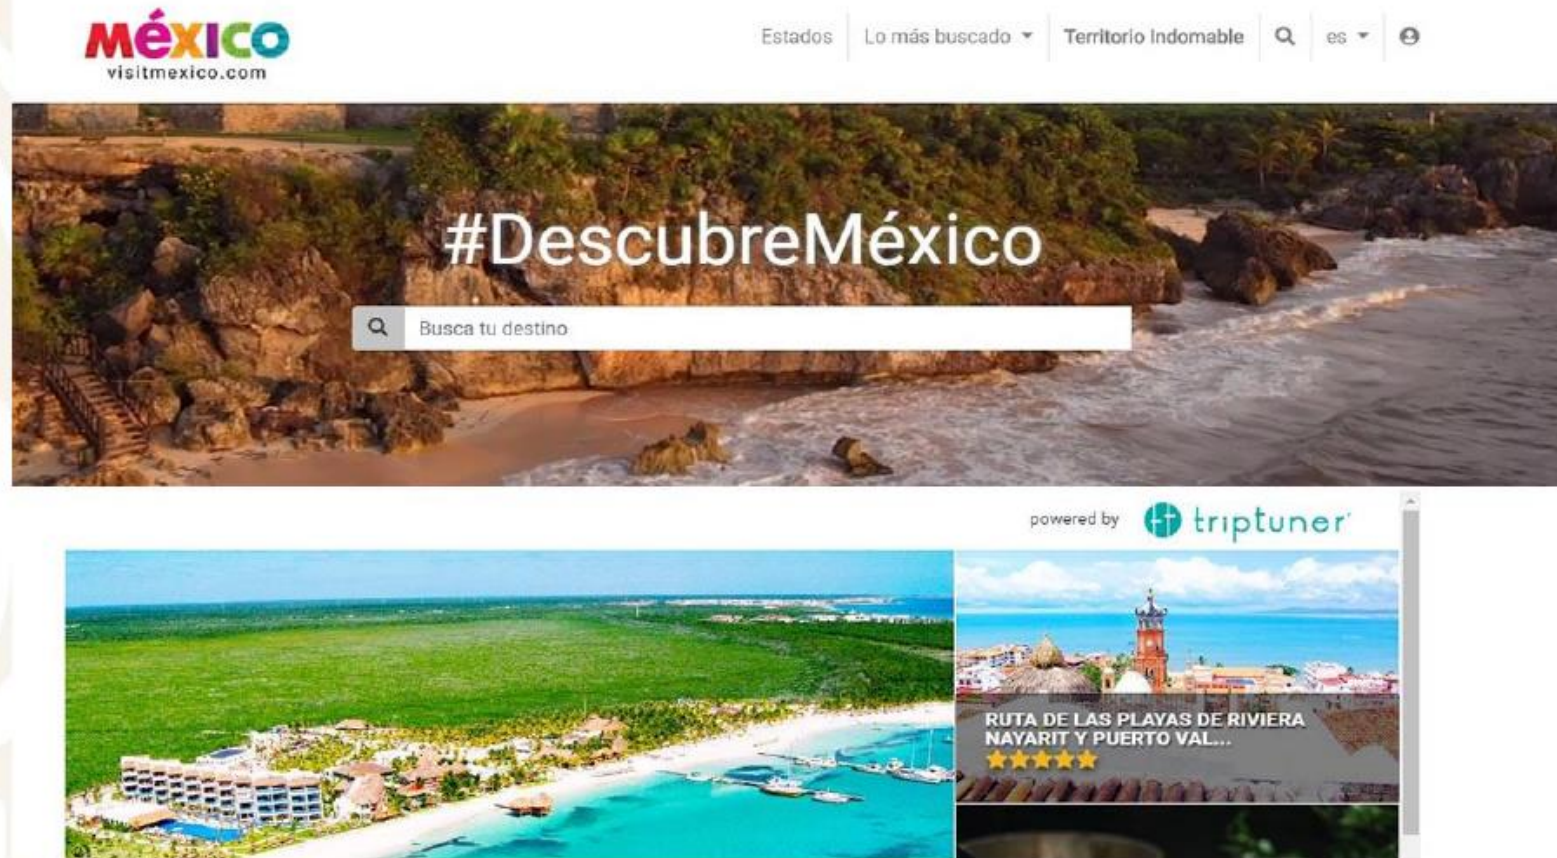 México
visitmexico.com
Estados
Lo más buscado
Territorio Indomable
es
#DescubreMéxico
Busca tu destino
powered by
triptuner
RUTA DE LAS PLAYAS DE RIVIERA
NAYARIT Y PUERTO VAL...